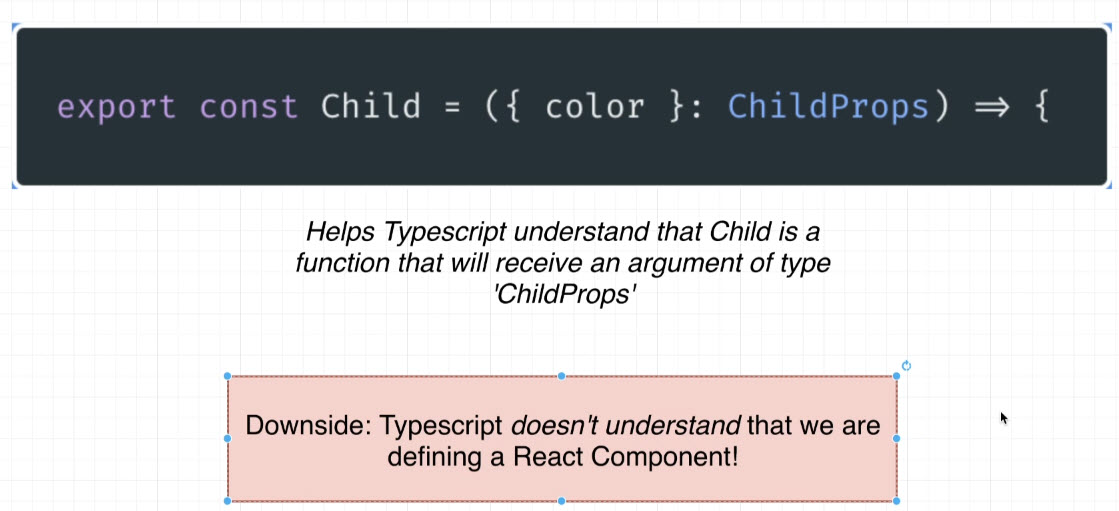 export const Child = ({ color }: ChildProps) => {
Helps Typescript understand that Child is a
function that will receive an argument of type
'ChildProps'
Downside: Typescript doesn't understand that we are
defining a React Component!